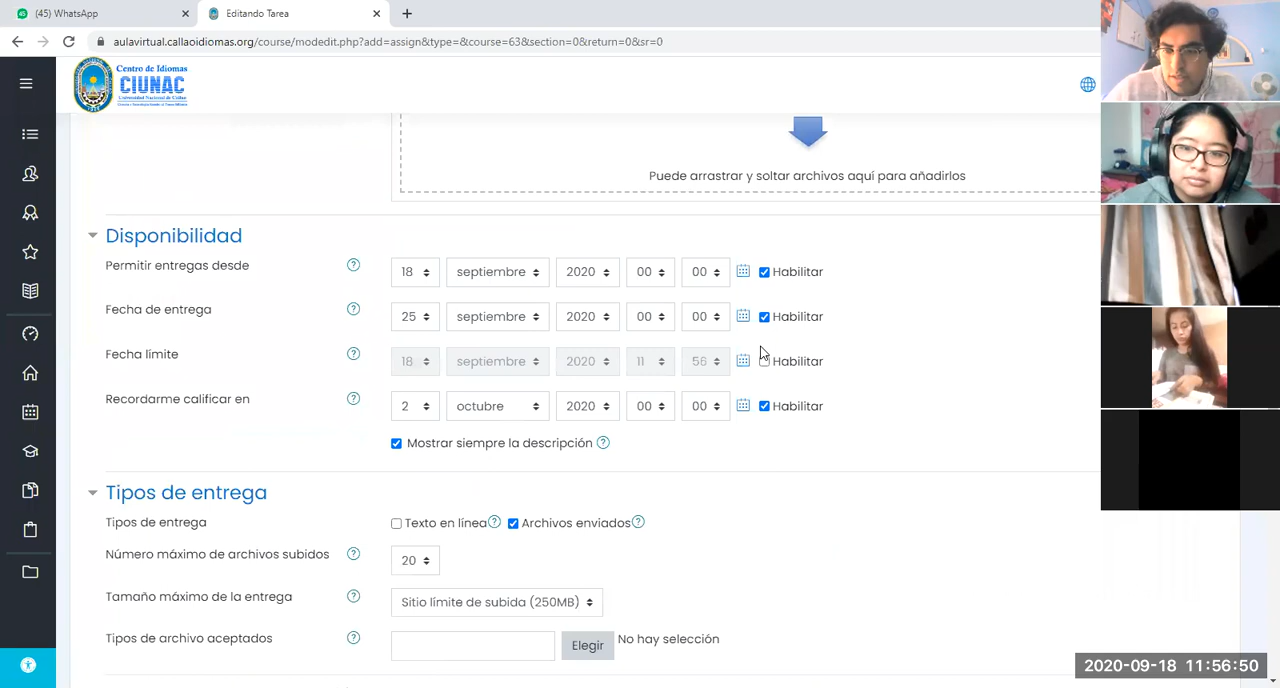 (45) WhatsApp
Editando Tarea
aulavirtual.callaoidiomas.org/course/modedit.php?add=assign&type=&course=63&section=0&return=0&sr=0
Centro de Idiomas
CIUNAC
Universidad Nacional del Callao
Puede arrastrar y soltar archivos aquí para añadirlos
Disponibilidad
Permitir entregas desde 18 septiembre 2020 00 00 Habilitar
Fecha de entrega 25 septiembre 2020 00 00 Habilitar
Fecha límite 18 septiembre 2020 11 56 Habilitar
Recordarme calificar en 2 octubre 2020 00 00 Habilitar
Mostrar siempre la descripción
Tipos de entrega
Tipos de entrega Texto en línea Archivos enviados
Número máximo de archivos subidos 20
Tamaño máximo de la entrega Sitio límite de subida (250MB)
Tipos de archivo aceptados Elegir No hay selección
2020-09-18 11:56:50